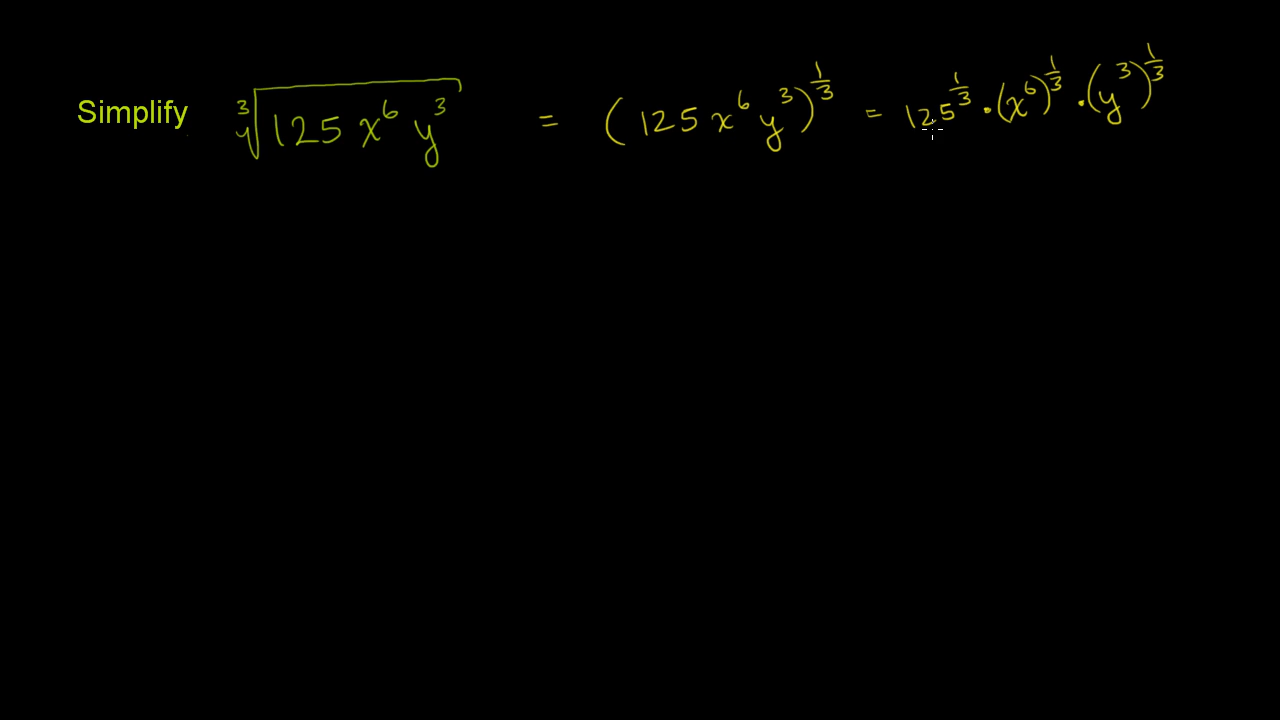 Simplify ∛(125x⁶y³) = (125x⁶y³)^(1/3) = 125^(1/3) · (x⁶)^(1/3) · (y³)^(1/3)